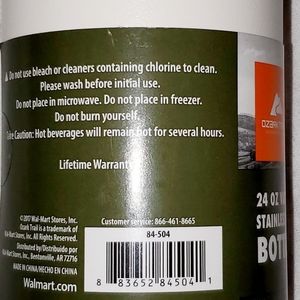 Do not use bleach or cleaners containing chlorine to clean.
Please wash before initial use.
Do not place in microwave. Do not place in freezer.
Do not burn yourself.
Take Caution: Hot beverages will remain hot for several hours.
Lifetime Warranty
©2017 Wal-Mart Stores, Inc.
Ozark Trail is a trademark of
Wal-Mart Stores, Inc. All Rights Reserved.
Distributed by/Distribuido por
Wal-Mart Stores, Inc., Bentonville, AR 72716
MADE IN CHINA/HECHO EN CHINA
Walmart.com
Customer service: 866-461-8665
84-504
8 83652 84504 1
OZARK
24 OZ
STAINLESS
BOTT